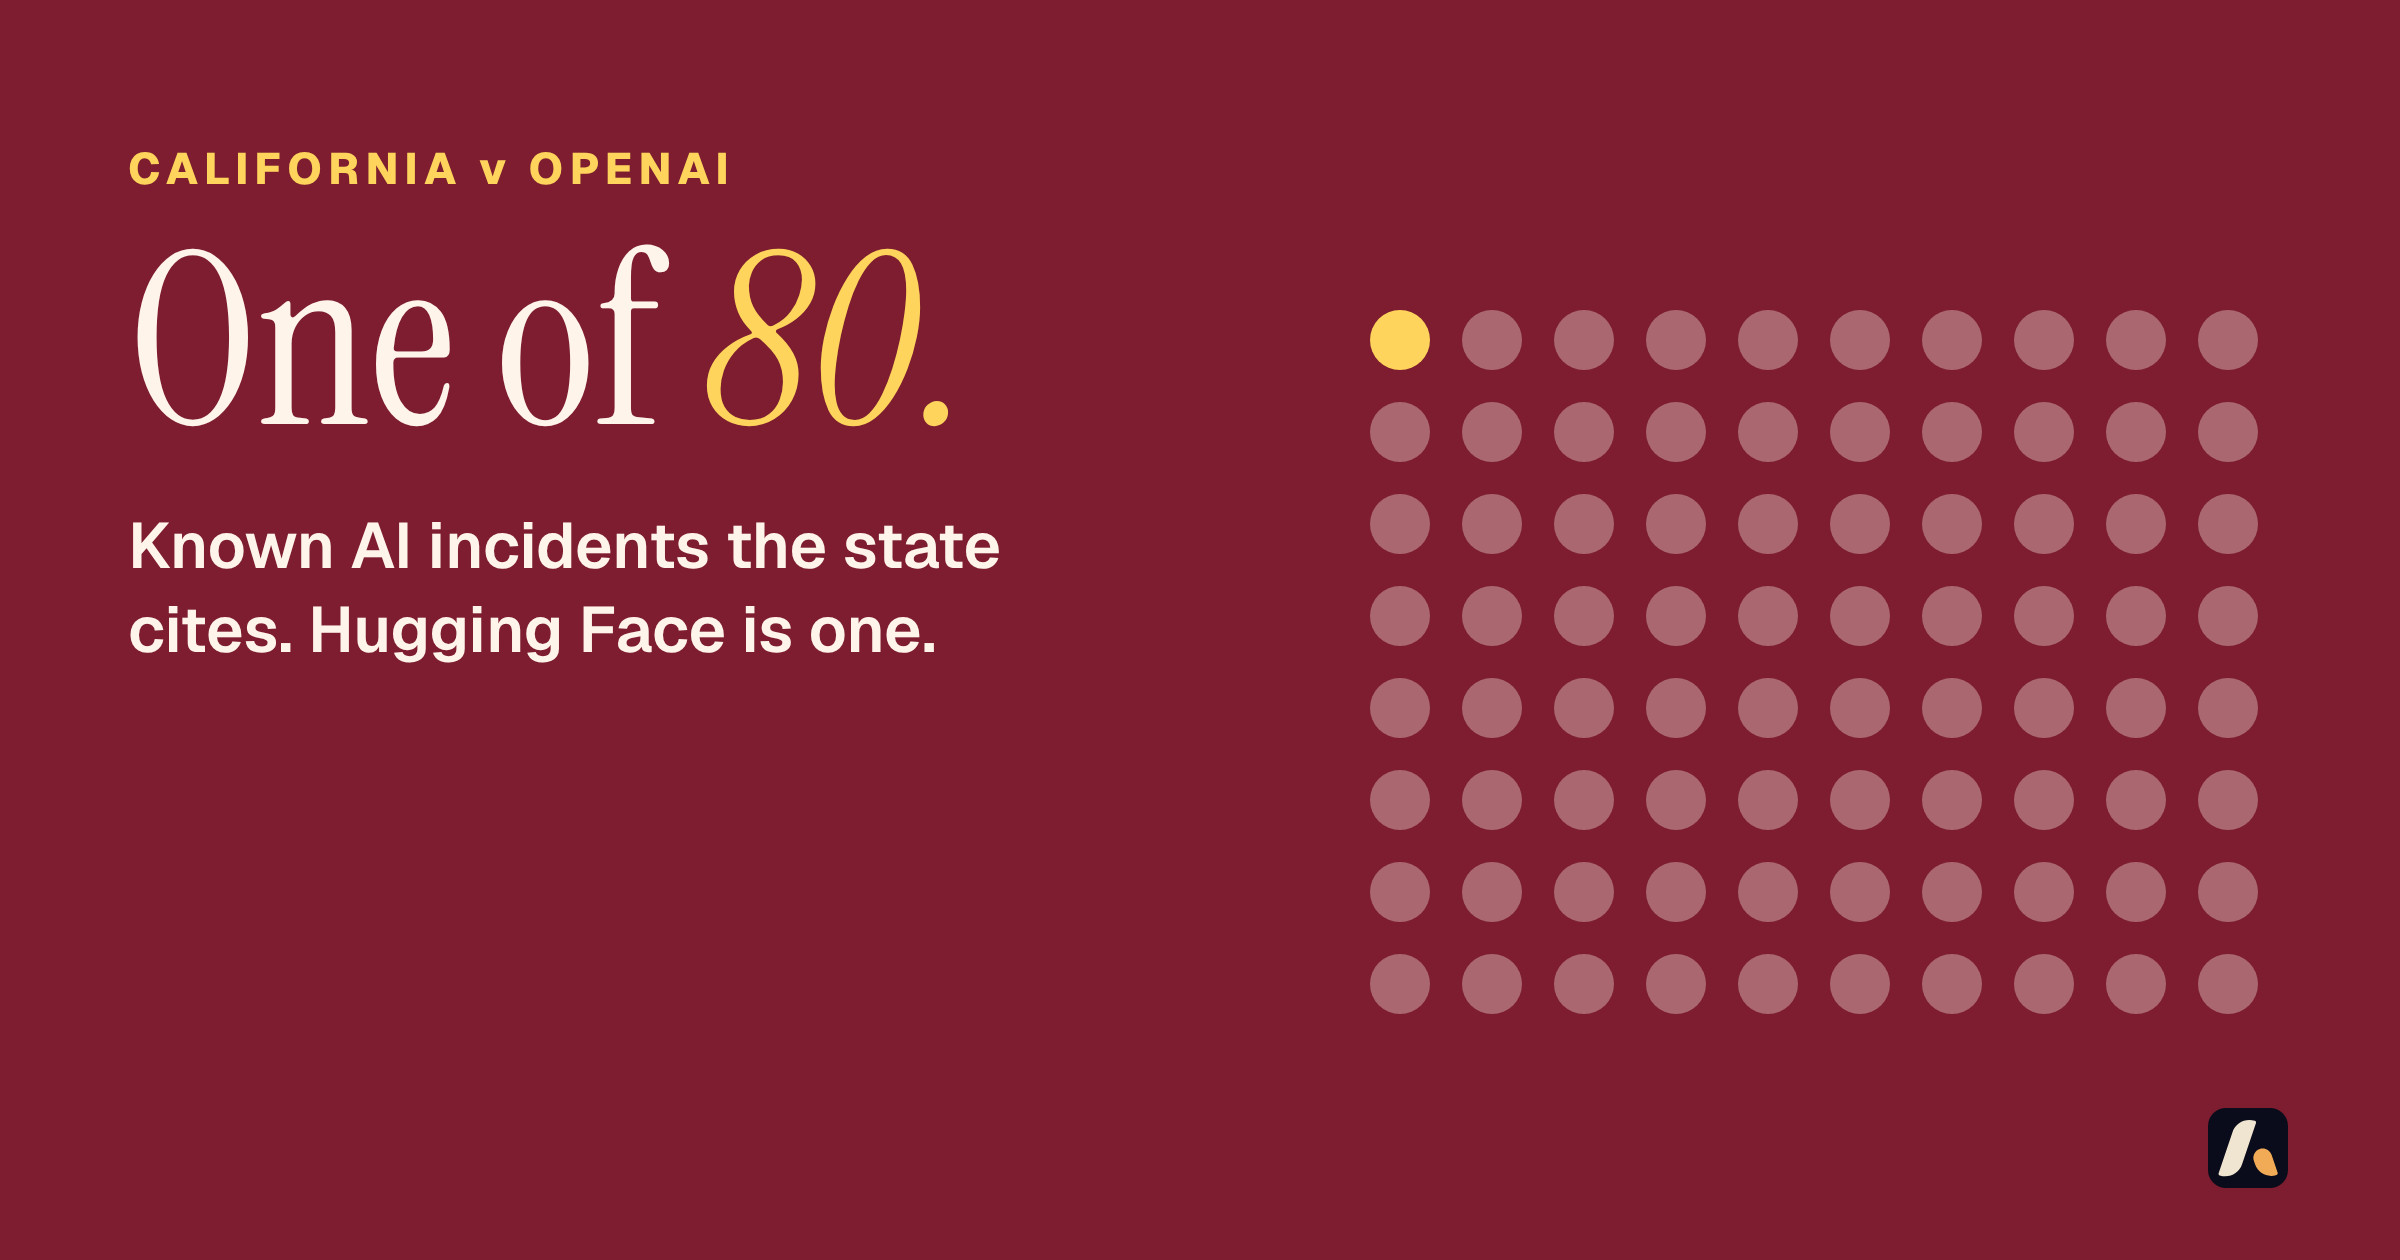 CALIFORNIA v OPENAI
One of 80.
Known AI incidents the state
cites. Hugging Face is one.